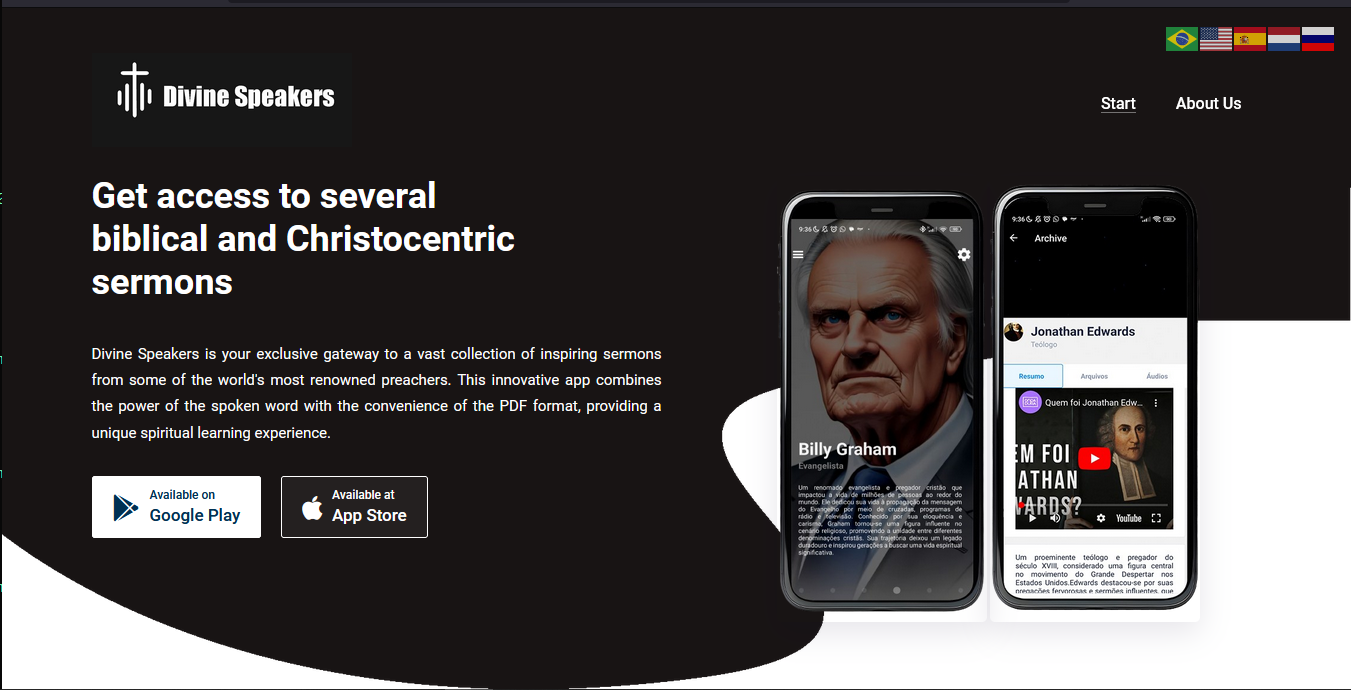 Divine Speakers
Start
About Us
Get access to several
biblical and Christocentric
sermons
Divine Speakers is your exclusive gateway to a vast collection of inspiring sermons
from some of the world's most renowned preachers. This innovative app combines
the power of the spoken word with the convenience of the PDF format, providing a
unique spiritual learning experience.
Available on
Google Play
Available at
App Store
9:36
Billy Graham
Evangelista
Um renomado evangelista e pregador cristão que
impactou a vida de milhões de pessoas ao redor do
mundo. Ele dedicou sua vida à propagação da mensagem
do Evangelho por meio de cruzadas, programas de
rádio e televisão. Conhecido por sua eloquência e
carisma, Graham tornou-se uma figura influente no
cenário religioso, promovendo a unidade entre diferentes
denominações cristãs. Sua trajetória deixou um legado
duradouro e inspirou gerações a buscar uma vida espiritual
significativa.
9:36
Archive
Jonathan Edwards
Teólogo
Resumo
Arquivos
Áudios
Quem foi Jonathan Edw...
EM FOI
NATHAN
WARDS?
YouTube
Um proeminente teólogo e pregador do
século XVIII, considerado uma figura central
no movimento do Grande Despertar nos
Estados Unidos.Edwards destacou-se por suas
pregações fervorosas e sermões influentes, que